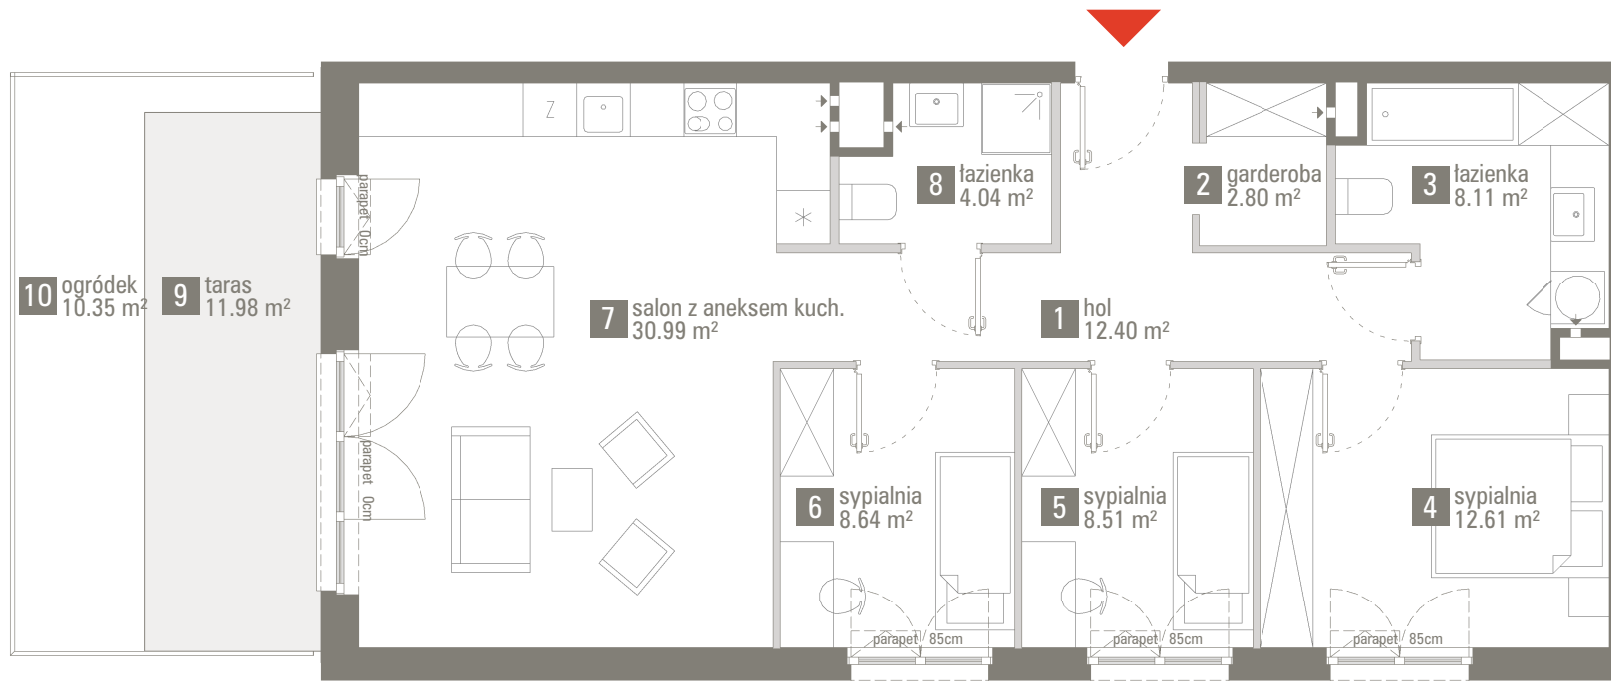 Z
parapet 0cm
8 łazienka
4.04 m²
2 garderoba
2.80 m²
3 łazienka
8.11 m²
10 ogródek
10.35 m²
9 taras
11.98 m²
7 salon z aneksem kuch.
30.99 m²
1 hol
12.40 m²
parapet 0cm
6 sypialnia
8.64 m²
5 sypialnia
8.51 m²
4 sypialnia
12.61 m²
parapet 85cm
parapet 85cm
parapet 85cm